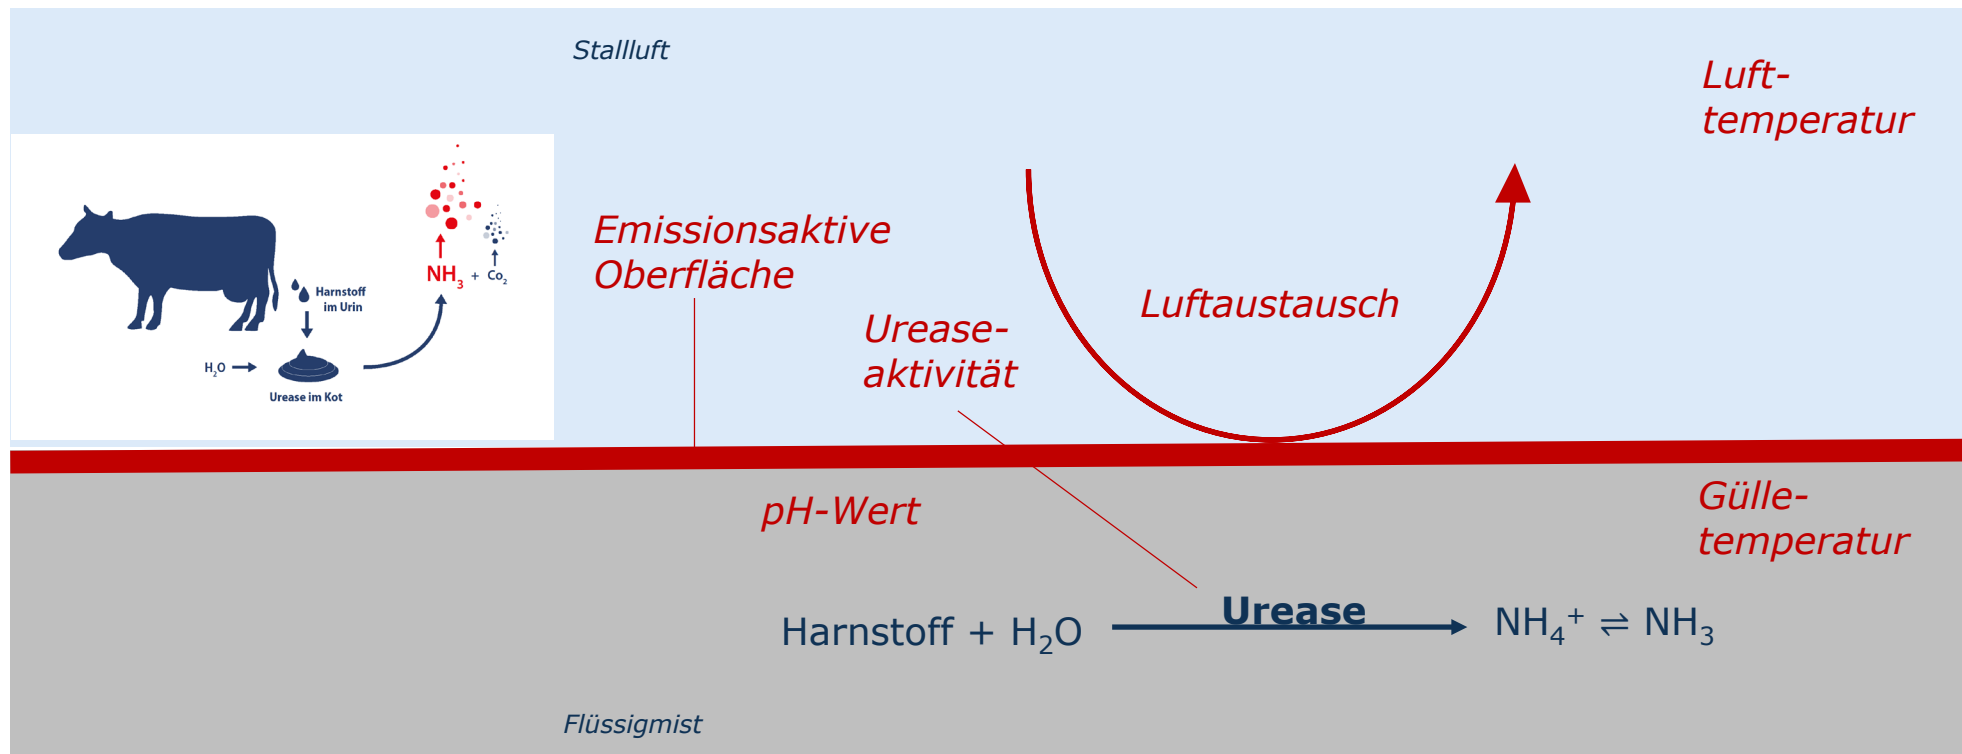 Stallluft
Luft-
temperatur
Emissionsaktive
Oberfläche
Luftaustausch
Urease-
aktivität
NH3 + Co2
Harnstoff
im Urin
H2O
Urease im Kot
pH-Wert
Gülle-
temperatur
Harnstoff + H₂O Urease NH₄⁺ ⇌ NH₃
Flüssigmist